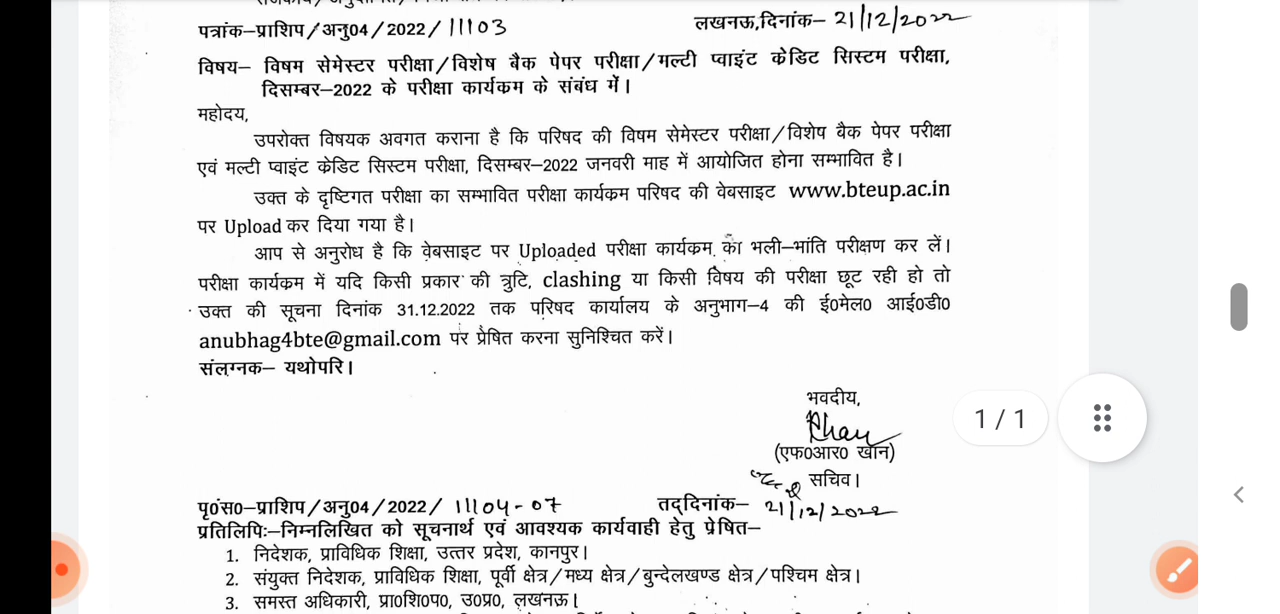 पत्रांक–प्राशिप/अनु04/2022/11103 लखनऊ,दिनांक– 21/12/2022
विषय– विषम सेमेस्टर परीक्षा/विशेष बैक पेपर परीक्षा/मल्टी प्वाइंट केडिट सिस्टम परीक्षा,
दिसम्बर–2022 के परीक्षा कार्यकम के संबंध में।
महोदय,
उपरोक्त विषयक अवगत कराना है कि परिषद की विषम सेमेस्टर परीक्षा/विशेष बैक पेपर परीक्षा
एवं मल्टी प्वाइंट केडिट सिस्टम परीक्षा, दिसम्बर–2022 जनवरी माह में आयोजित होना सम्भावित है।
उक्त के दृष्टिगत परीक्षा का सम्भावित परीक्षा कार्यकम परिषद की वेबसाइट www.bteup.ac.in
पर Upload कर दिया गया है।
आप से अनुरोध है कि वेबसाइट पर Uploaded परीक्षा कार्यकम का भली–भांति परीक्षण कर लें।
परीक्षा कार्यकम में यदि किसी प्रकार की त्रुटि, clashing या किसी विषय की परीक्षा छूट रही हो तो
उक्त की सूचना दिनांक 31.12.2022 तक परिषद कार्यालय के अनुभाग–4 की ई0मेल0 आई0डी0
anubhag4bte@gmail.com पर प्रेषित करना सुनिश्चित करें।
संलग्नक– यथोपरि।
भवदीय,
(एफ0आर0 खॉन)
सचिव।
1 / 1
पृ0सं0–प्राशिप/अनु04/2022/ 11104-07 तद्दिनांक– 21/12/2022
प्रतिलिपिः–निम्नलिखित को सूचनार्थ एवं आवश्यक कार्यवाही हेतु प्रेषित–
1. निदेशक, प्राविधिक शिक्षा, उत्तर प्रदेश, कानपुर।
2. संयुक्त निदेशक, प्राविधिक शिक्षा, पूर्वी क्षेत्र/मध्य क्षेत्र/बुन्देलखण्ड क्षेत्र/पश्चिम क्षेत्र।
3. समस्त अधिकारी, प्रा0शि0प0, उ0प्र0, लखनऊ।